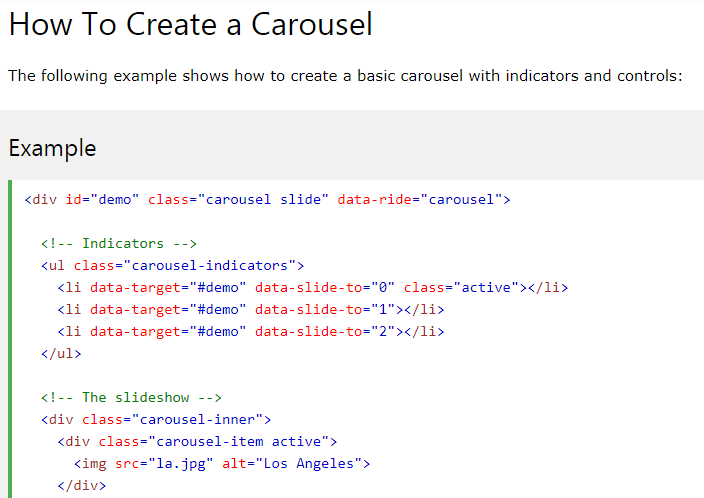 How To Create a Carousel
The following example shows how to create a basic carousel with indicators and controls:
Example
<div id="demo" class="carousel slide" data-ride="carousel">
<!-- Indicators -->
<ul class="carousel-indicators">
<li data-target="#demo" data-slide-to="0" class="active"></li>
<li data-target="#demo" data-slide-to="1"></li>
<li data-target="#demo" data-slide-to="2"></li>
</ul>
<!-- The slideshow -->
<div class="carousel-inner">
<div class="carousel-item active">
<img src="la.jpg" alt="Los Angeles">
</div>